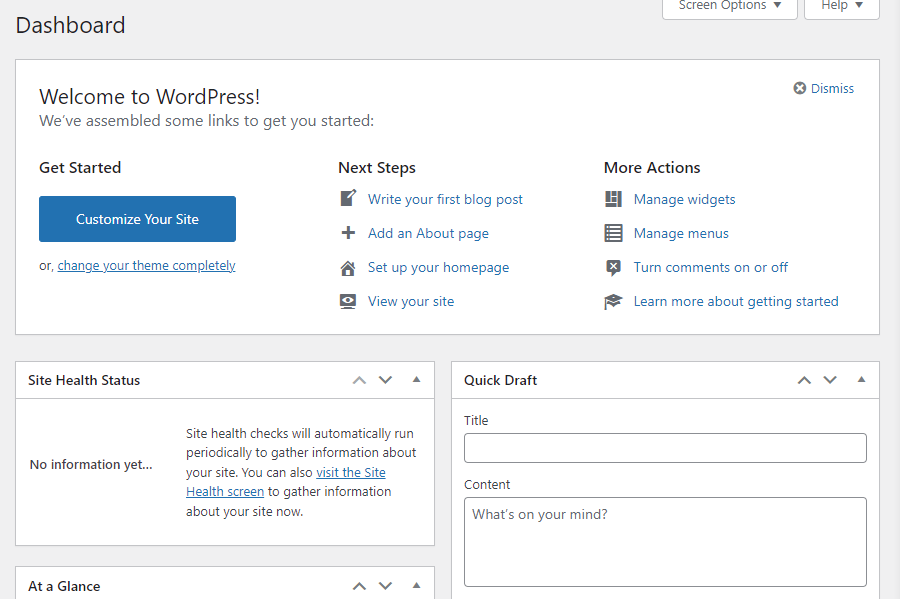 Screen Options
Help
Dashboard
Welcome to WordPress!
Dismiss
We've assembled some links to get you started:
Get Started
Customize Your Site
or, change your theme completely
Next Steps
Write your first blog post
Add an About page
Set up your homepage
View your site
More Actions
Manage widgets
Manage menus
Turn comments on or off
Learn more about getting started
Site Health Status
No information yet...
Site health checks will automatically run
periodically to gather information about
your site. You can also visit the Site
Health screen to gather information
about your site now.
At a Glance
Quick Draft
Title
Content
What's on your mind?